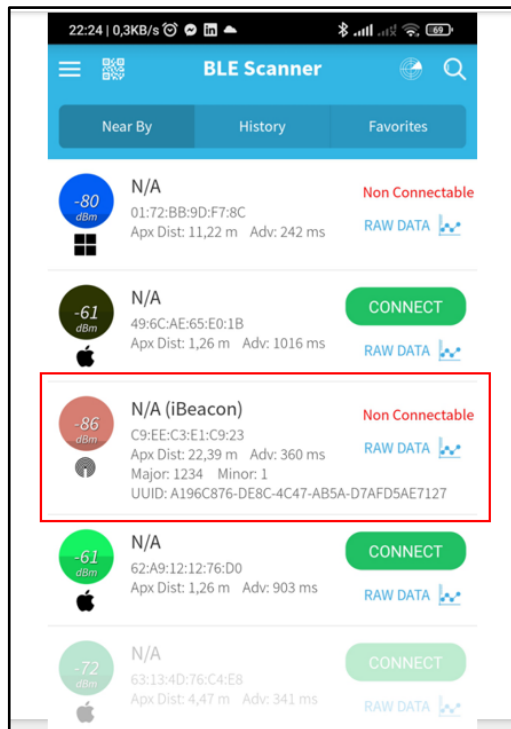 22:24 | 0,3KB/s
69
BLE Scanner
Near By History Favorites
-80 dBm
N/A
Non Connectable
01:72:BB:9D:F7:8C
Apx Dist: 11,22 m Adv: 242 ms
RAW DATA
-61 dBm
N/A
CONNECT
49:6C:AE:65:E0:1B
Apx Dist: 1,26 m Adv: 1016 ms
RAW DATA
-86 dBm
N/A (iBeacon)
Non Connectable
C9:EE:C3:E1:C9:23
Apx Dist: 22,39 m Adv: 360 ms
RAW DATA
Major: 1234 Minor: 1
UUID: A196C876-DE8C-4C47-AB5A-D7AFD5AE7127
-61 dBm
N/A
CONNECT
62:A9:12:12:76:D0
Apx Dist: 1,26 m Adv: 903 ms
RAW DATA
-72 dBm
N/A
CONNECT
63:13:4D:76:C4:E8
Apx Dist: 4,47 m Adv: 341 ms
RAW DATA